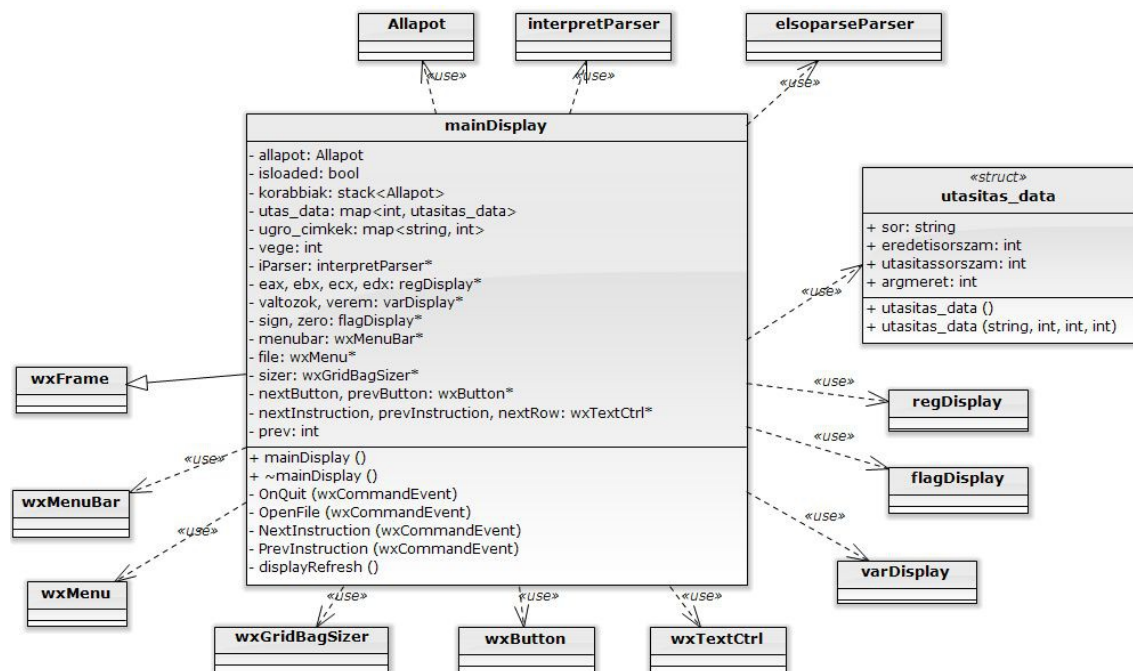 Allapot
interpretParser
elsoparseParser
«use»
«use»
«use»
mainDisplay
- allapot: Allapot
- isloaded: bool
- korabbiak: stack<Allapot>
- utas_data: map<int, utasitas_data>
- ugro_cimkek: map<string, int>
- vege: int
- iParser: interpretParser*
- eax, ebx, ecx, edx: regDisplay*
- valtozok, verem: varDisplay*
- sign, zero: flagDisplay*
- menubar: wxMenuBar*
- file: wxMenu*
- sizer: wxGridBagSizer*
- nextButton, prevButton: wxButton*
- nextInstruction, prevInstruction, nextRow: wxTextCtrl*
- prev: int
+ mainDisplay ()
+ ~mainDisplay ()
- OnQuit (wxCommandEvent)
- OpenFile (wxCommandEvent)
- NextInstruction (wxCommandEvent)
- PrevInstruction (wxCommandEvent)
- displayRefresh ()
«struct»
utasitas_data
+ sor: string
+ eredetisorszam: int
+ utasitassorszam: int
+ argmeret: int
+ utasitas_data ()
+ utasitas_data (string, int, int, int)
«use»
wxFrame
«use»
regDisplay
«use»
flagDisplay
«use»
wxMenuBar
«use»
varDisplay
«use»
wxMenu
«use»
«use»
«use»
wxGridBagSizer
wxButton
wxTextCtrl